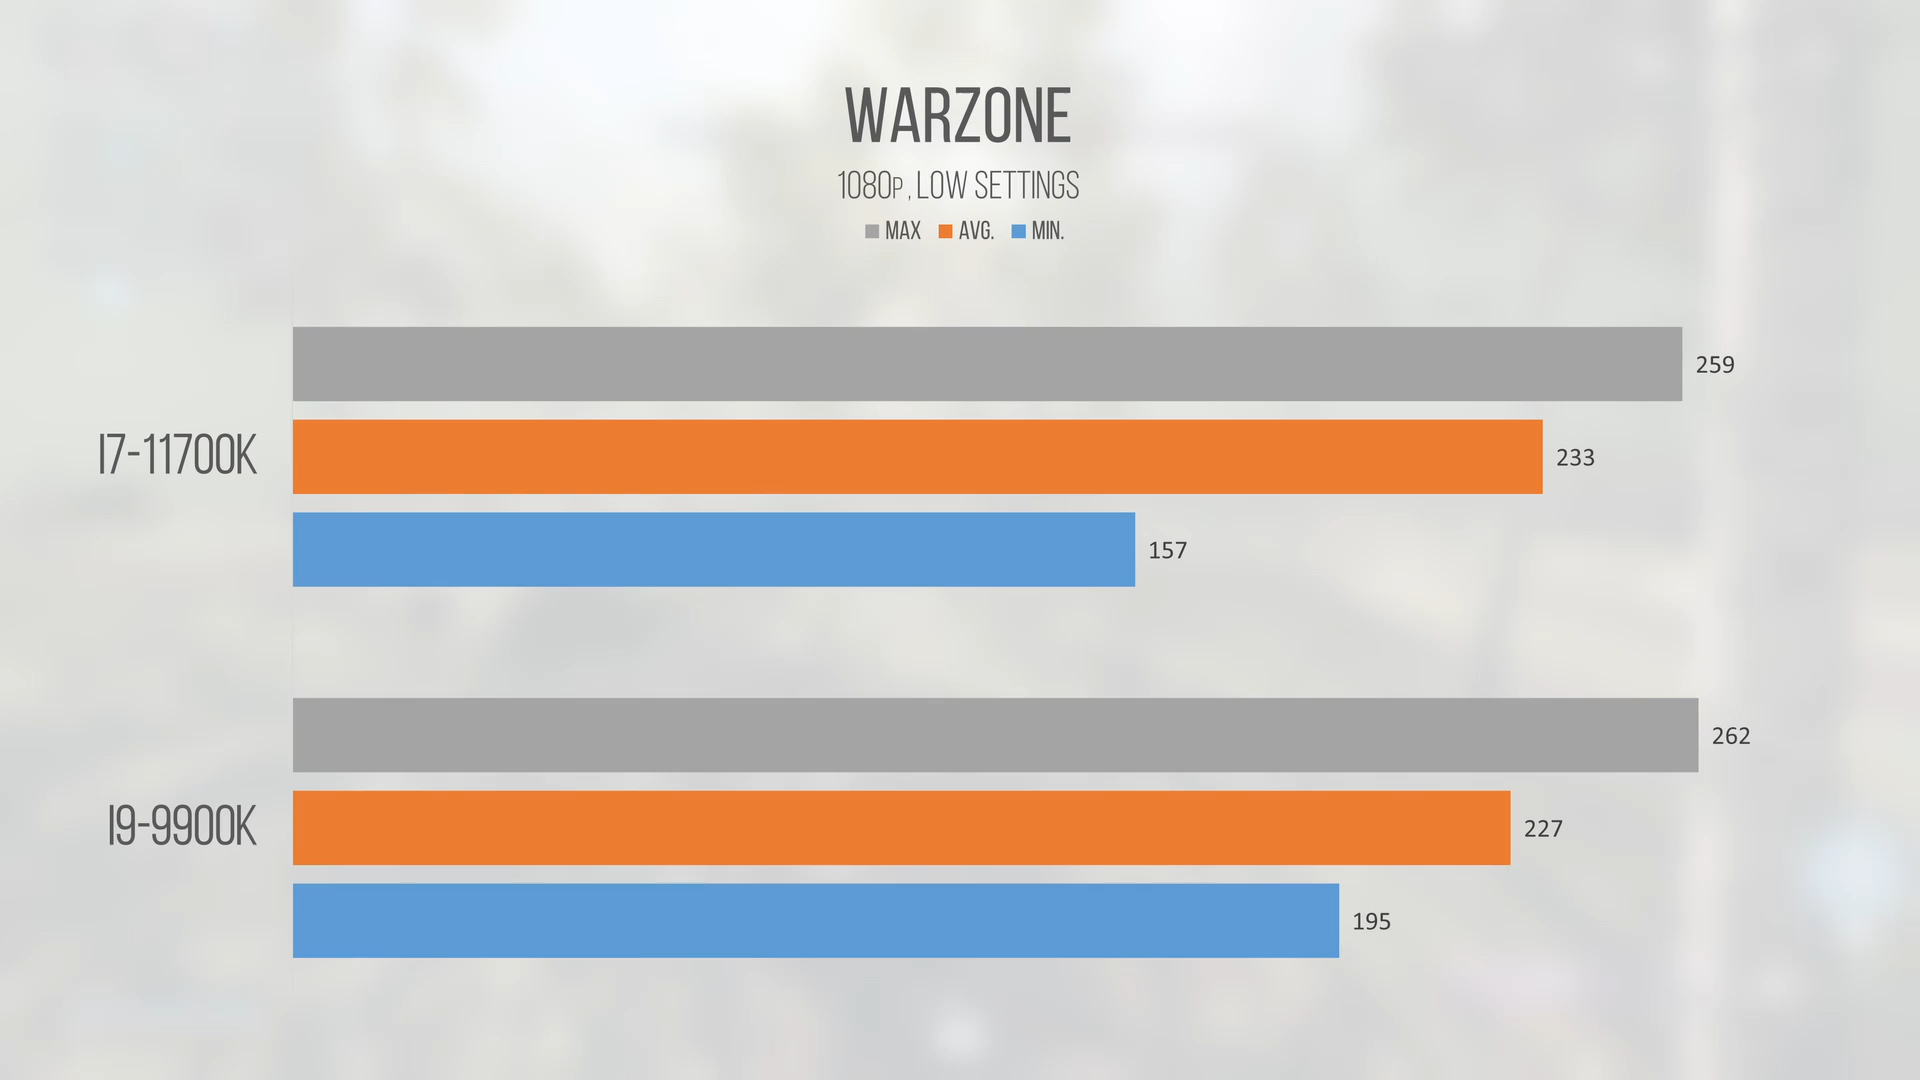 WARZONE
1080P, LOW SETTINGS
MAX AVG. MIN.
259
I7-11700K
233
157
262
I9-9900K
227
195